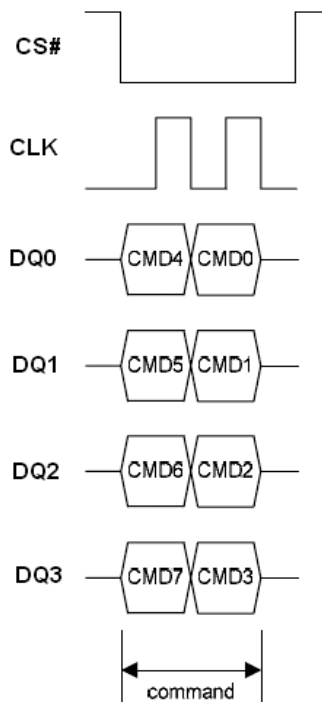 CS#
CLK
DQ0 CMD4 CMD0
DQ1 CMD5 CMD1
DQ2 CMD6 CMD2
DQ3 CMD7 CMD3
command